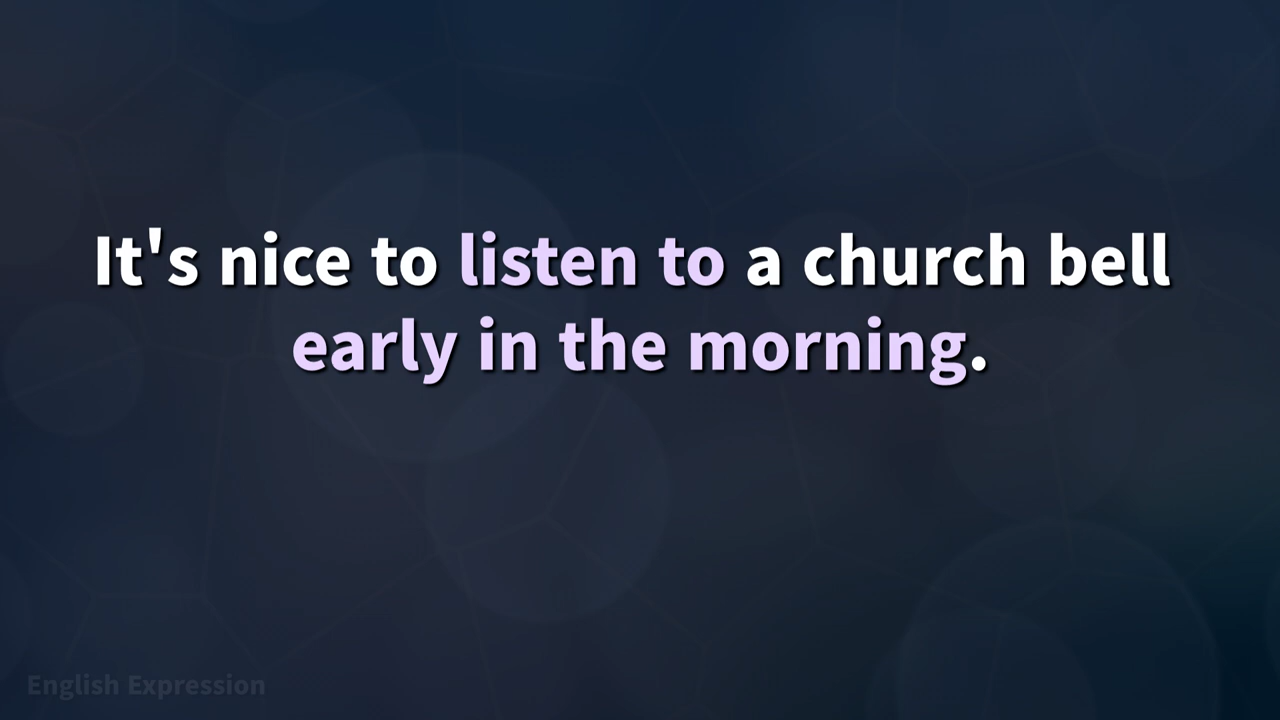 It's nice to listen to a church bell
early in the morning.
English Expression